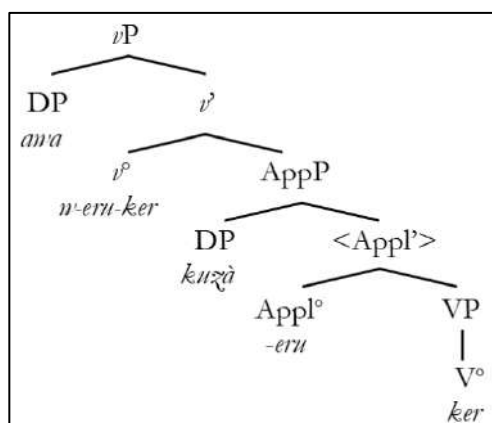 vP
DP v'
awa
v° AppP
w-eru-ker
DP <Appl'>
kuzà
Appl° VP
-eru
V°
ker